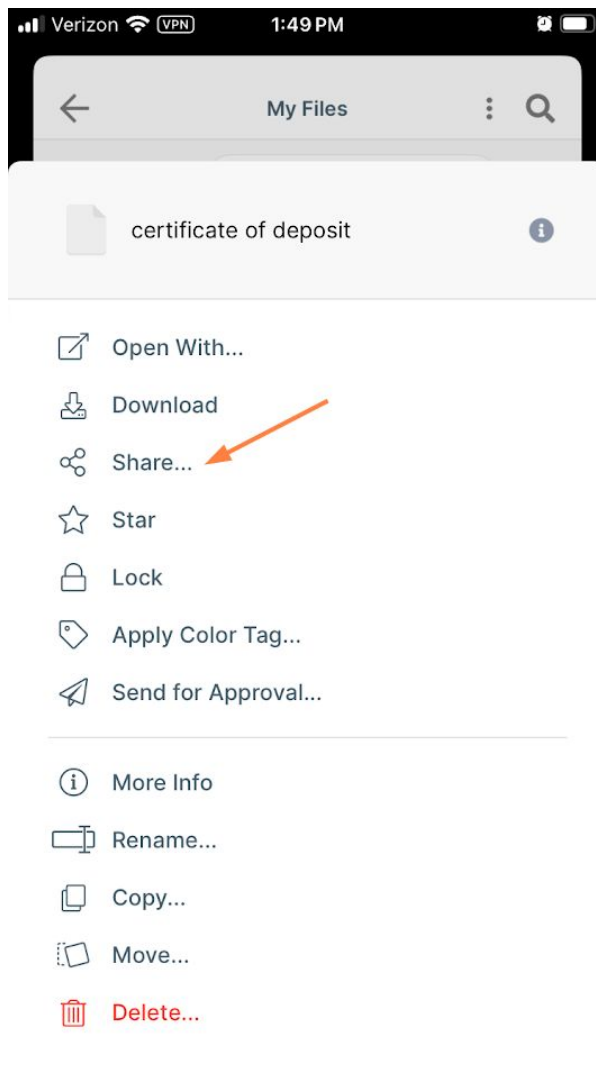 Verizon VPN 1:49 PM
My Files
certificate of deposit
Open With...
Download
Share...
Star
Lock
Apply Color Tag...
Send for Approval...
More Info
Rename...
Copy...
Move...
Delete...